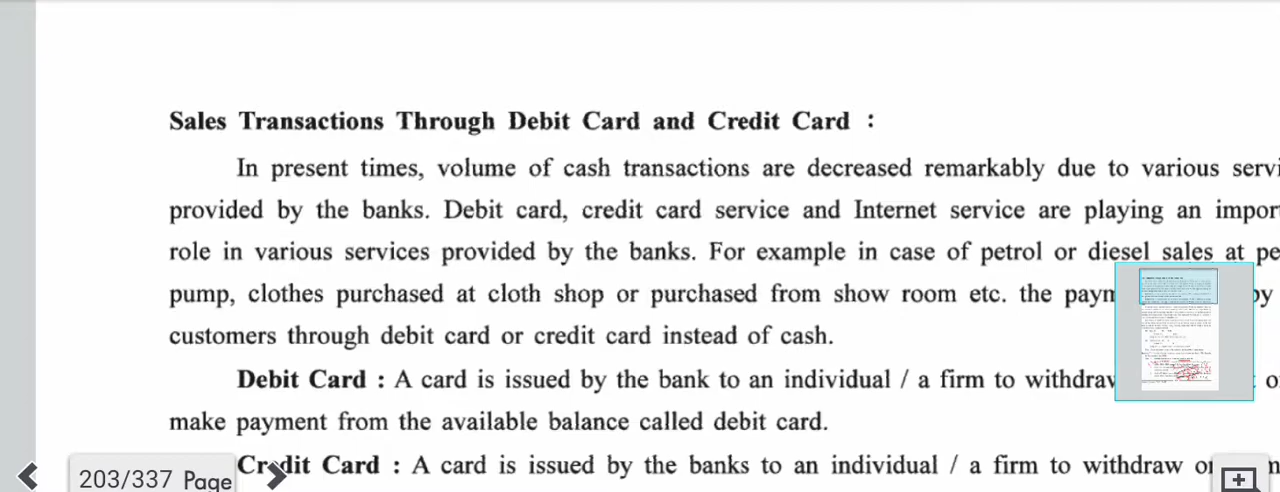 Sales Transactions Through Debit Card and Credit Card :
In present times, volume of cash transactions are decreased remarkably due to various
provided by the banks. Debit card, credit card service and Internet service are playing an
role in various services provided by the banks. For example in case of petrol or diesel sales at
pump, clothes purchased at cloth shop or purchased from show room etc. the by
customers through debit card or credit card instead of cash.
Debit Card : A card is issued by the bank to an individual / a firm to
make payment from the available balance called debit card.
Credit Card : A card is issued by the banks to an individual / a firm to withdraw
203/337 Page